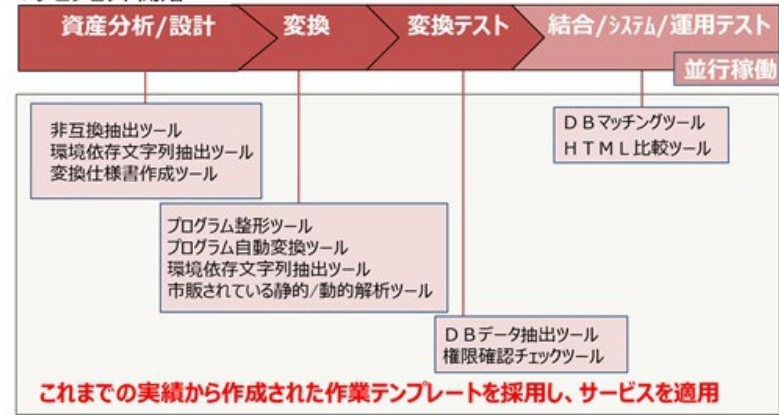 資産分析/設計
変換
変換テスト
結合/システム/運用テスト
並行稼働
非互換抽出ツール
環境依存文字列抽出ツール
変換仕様書作成ツール
DBマッチングツール
HTML比較ツール
プログラム整形ツール
プログラム自動変換ツール
環境依存文字列抽出ツール
市販されている静的/動的解析ツール
DBデータ抽出ツール
権限確認チェックツール
これまでの実績から作成された作業テンプレートを採用し、サービスを適用